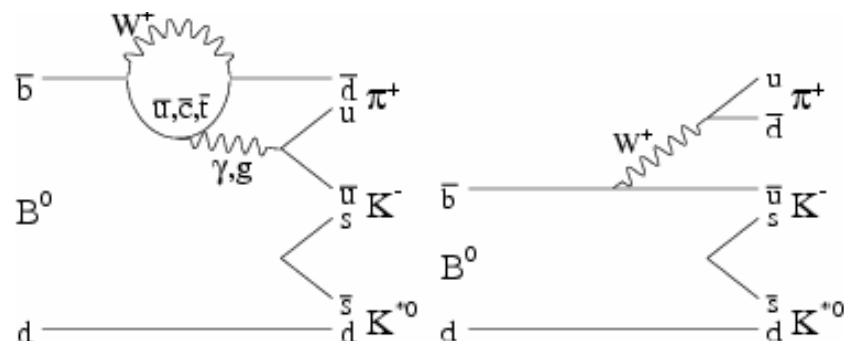 W⁺
b̅ d̅
u̅,c̅,t̅ u π⁺
γ,g
u̅ K⁻
s
B⁰
s̅ K*⁰
d d
u π⁺
W⁺ d̅
b̅ u̅ K⁻
s
B⁰
s̅ K*⁰
d d